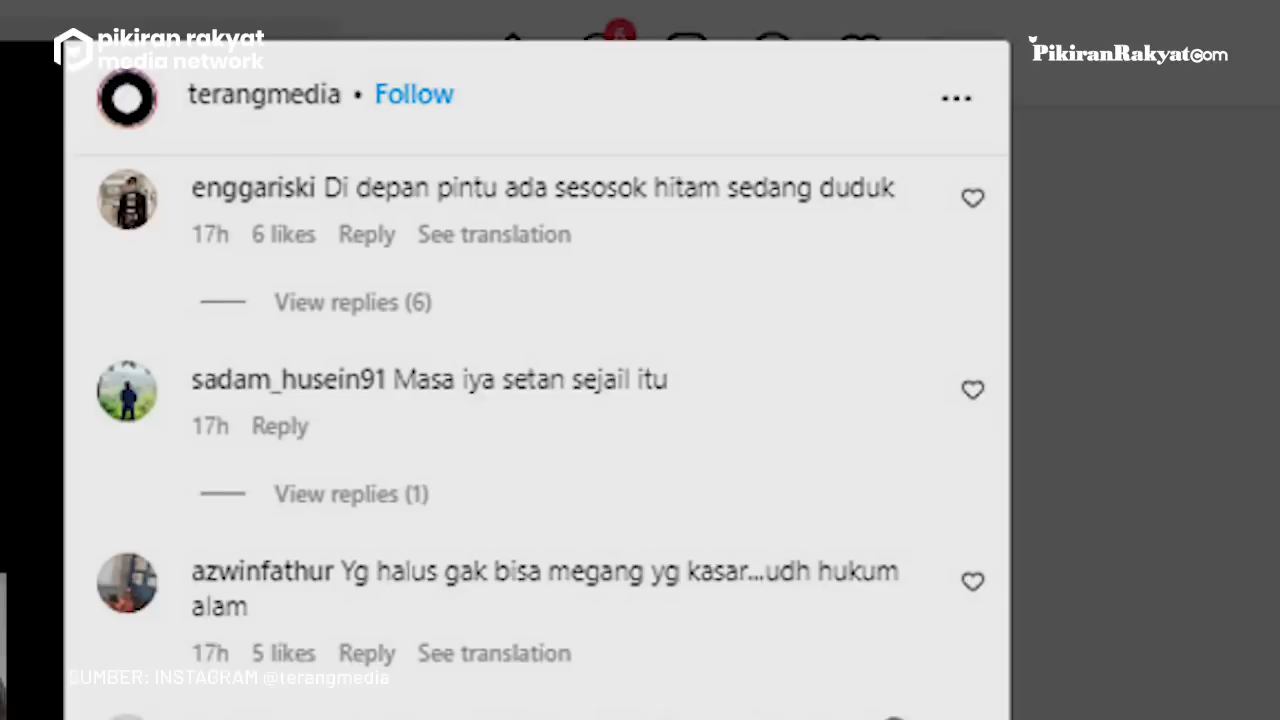 pikiran rakyat
media network
PikiranRakyat.com
6
terangmedia • Follow
enggariski Di depan pintu ada sesosok hitam sedang duduk
17h 6 likes Reply See translation
View replies (6)
sadam_husein91 Masa iya setan sejail itu
17h Reply
View replies (1)
azwinfathur Yg halus gak bisa megang yg kasar...udh hukum
alam
17h 5 likes Reply See translation
SUMBER: INSTAGRAM @terangmedia